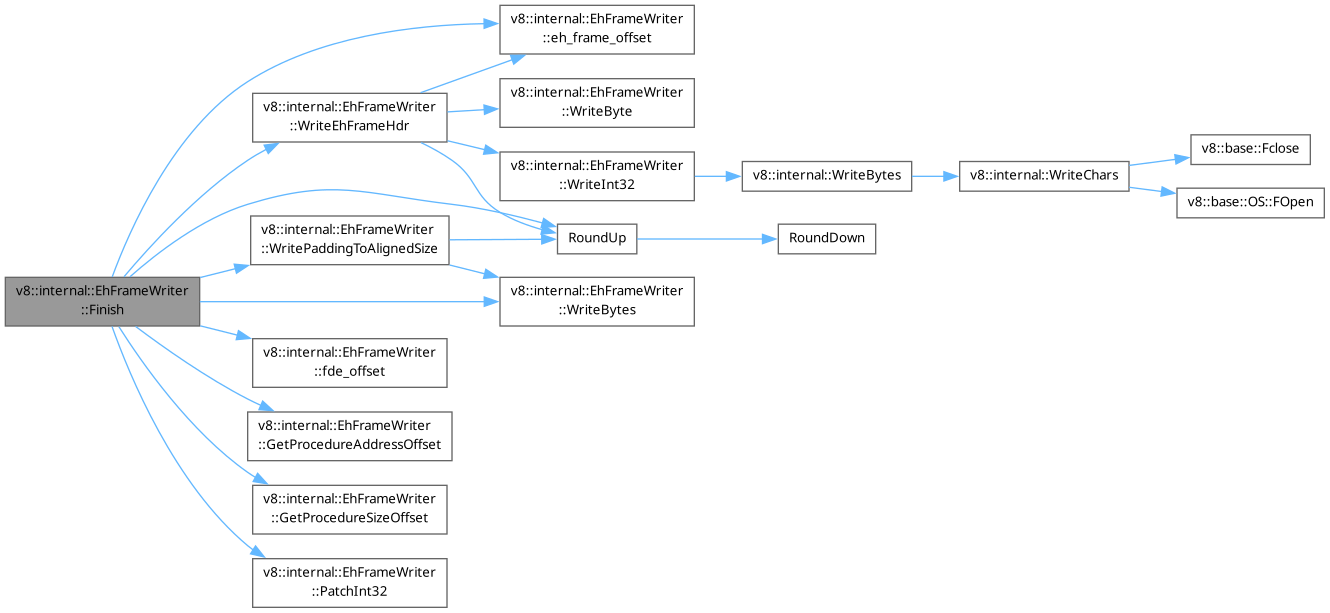 v8::internal::EhFrameWriter
::Finish
v8::internal::EhFrameWriter
::eh_frame_offset
v8::internal::EhFrameWriter
::WriteEhFrameHdr
v8::internal::EhFrameWriter
::WriteByte
v8::internal::EhFrameWriter
::WriteInt32
v8::internal::WriteBytes
v8::internal::WriteChars
v8::base::Fclose
v8::base::OS::FOpen
v8::internal::EhFrameWriter
::WritePaddingToAlignedSize
RoundUp
RoundDown
v8::internal::EhFrameWriter
::WriteBytes
v8::internal::EhFrameWriter
::fde_offset
v8::internal::EhFrameWriter
::GetProcedureAddressOffset
v8::internal::EhFrameWriter
::GetProcedureSizeOffset
v8::internal::EhFrameWriter
::PatchInt32